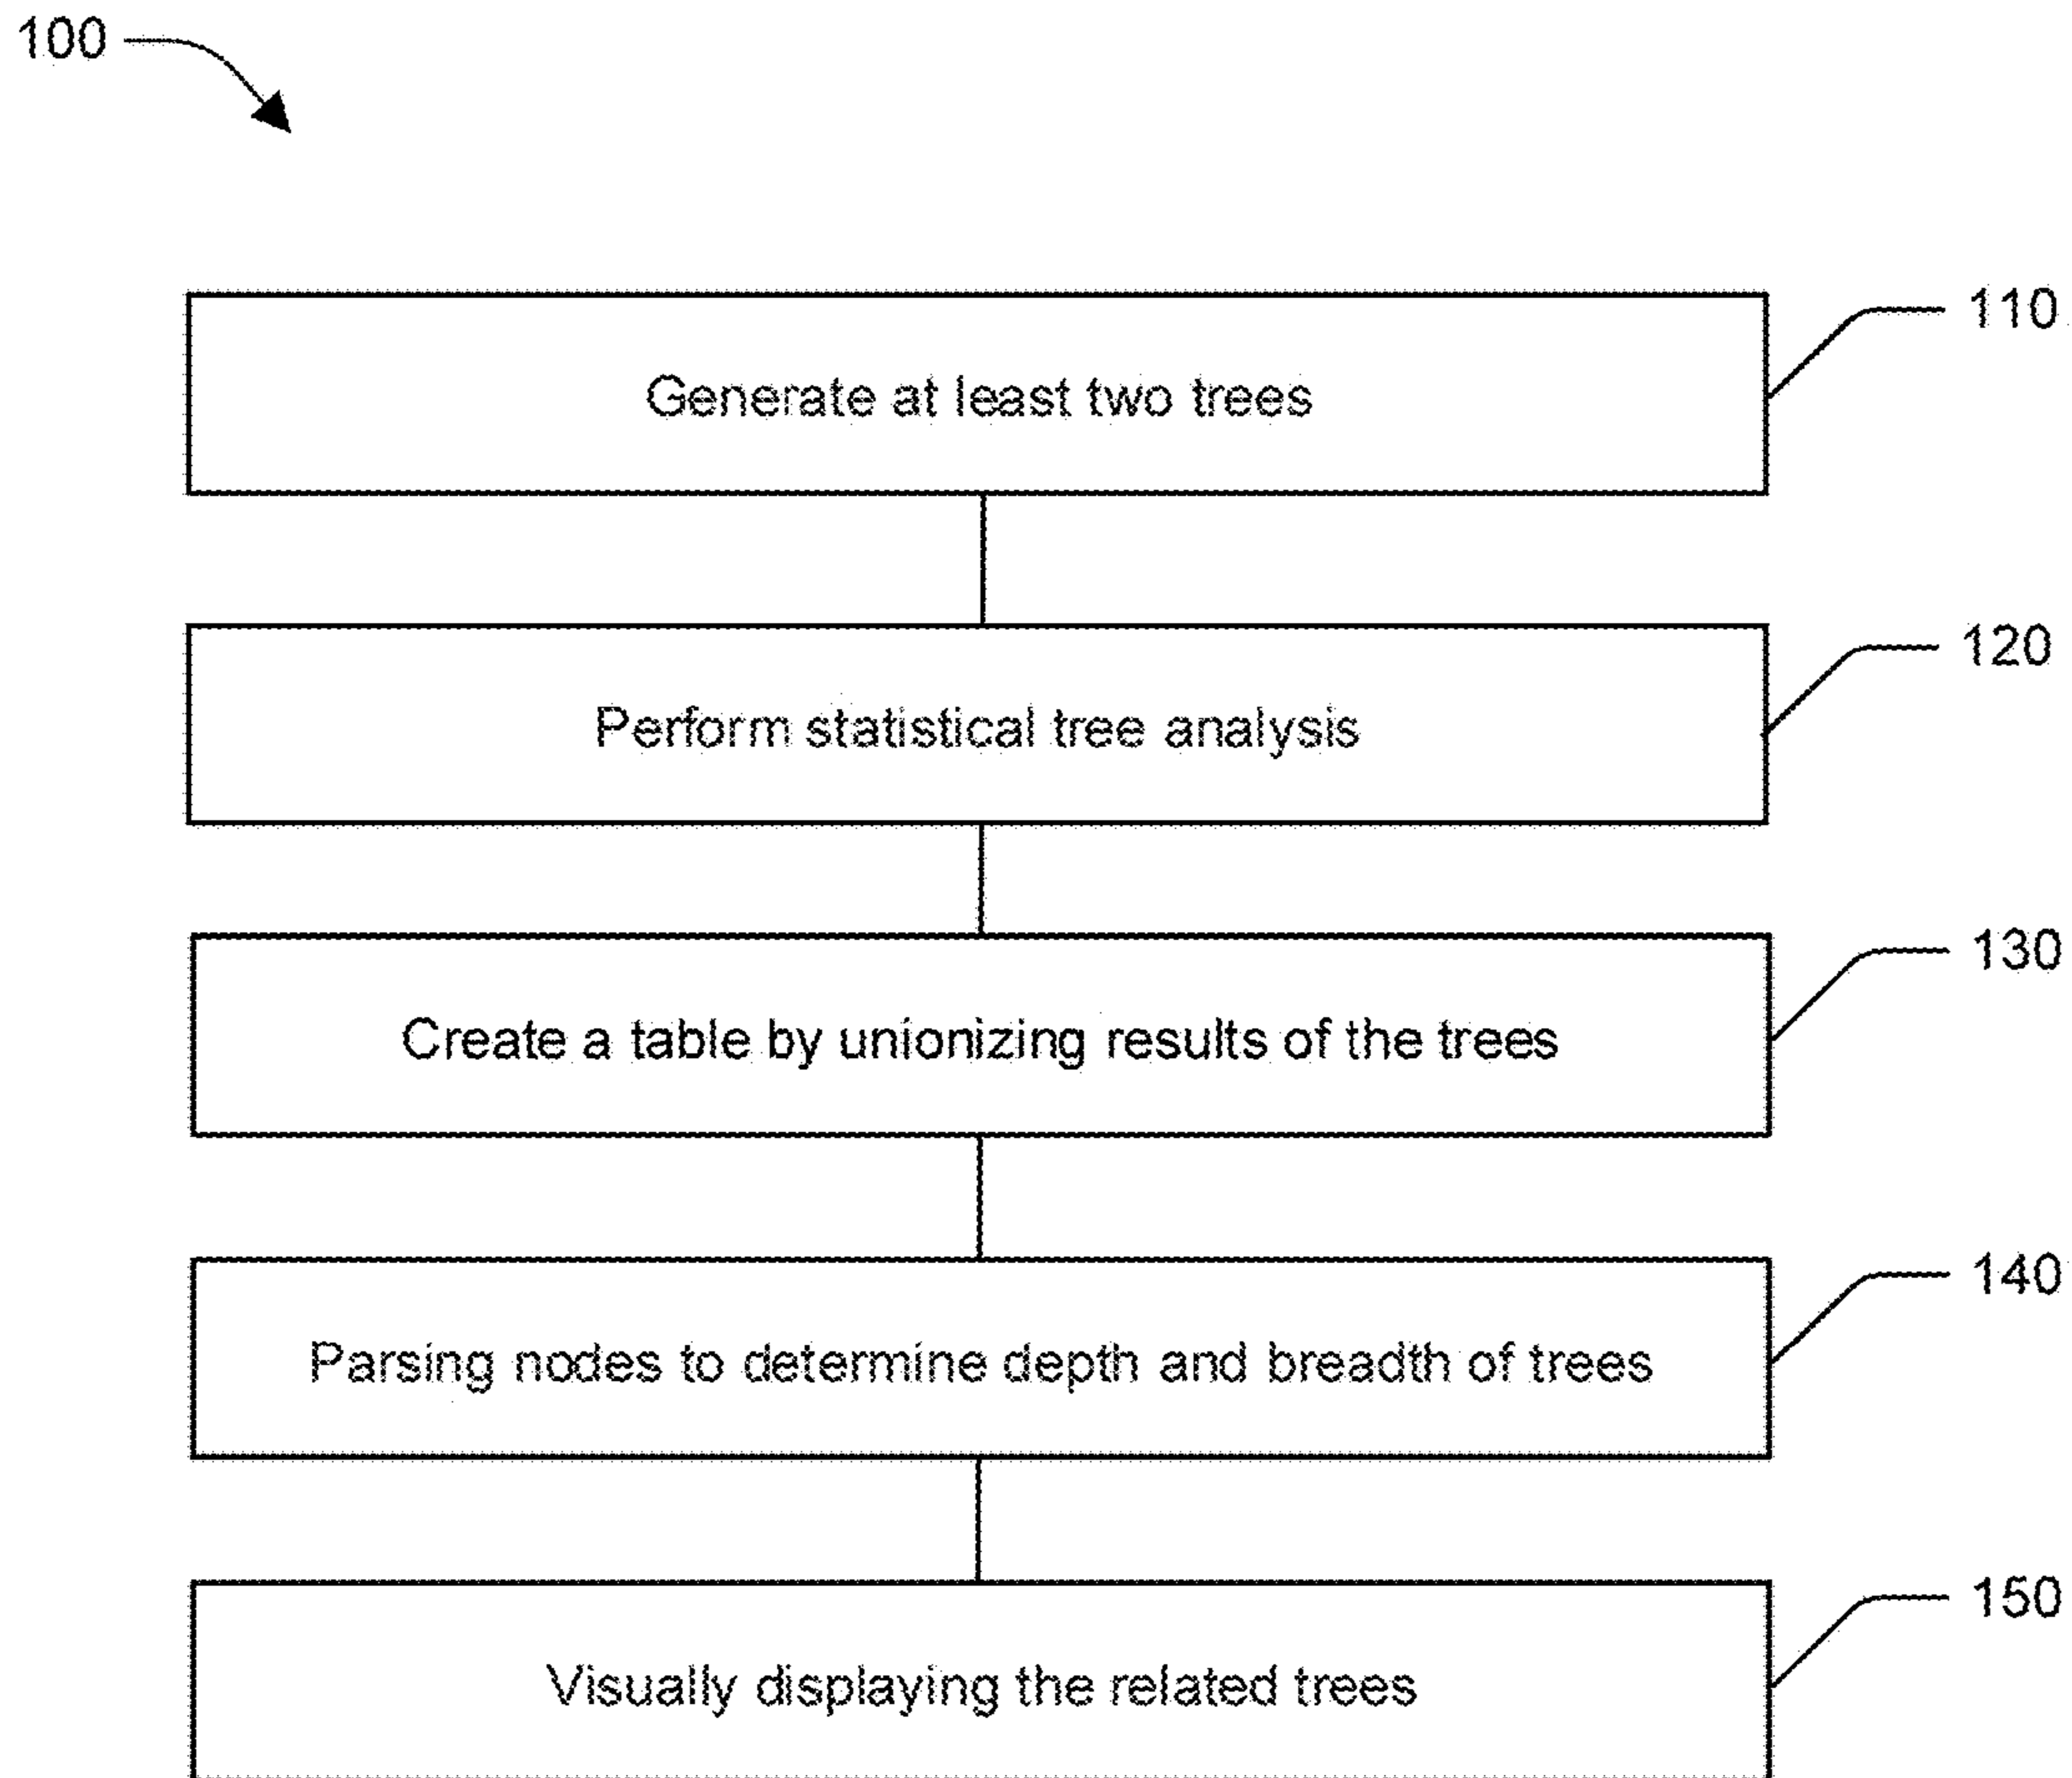 100
110
Generate at least two trees
120
Perform statistical tree analysis
130
Create a table by unionizing results of the trees
140
Parsing nodes to determine depth and breadth of trees
150
Visually displaying the related trees